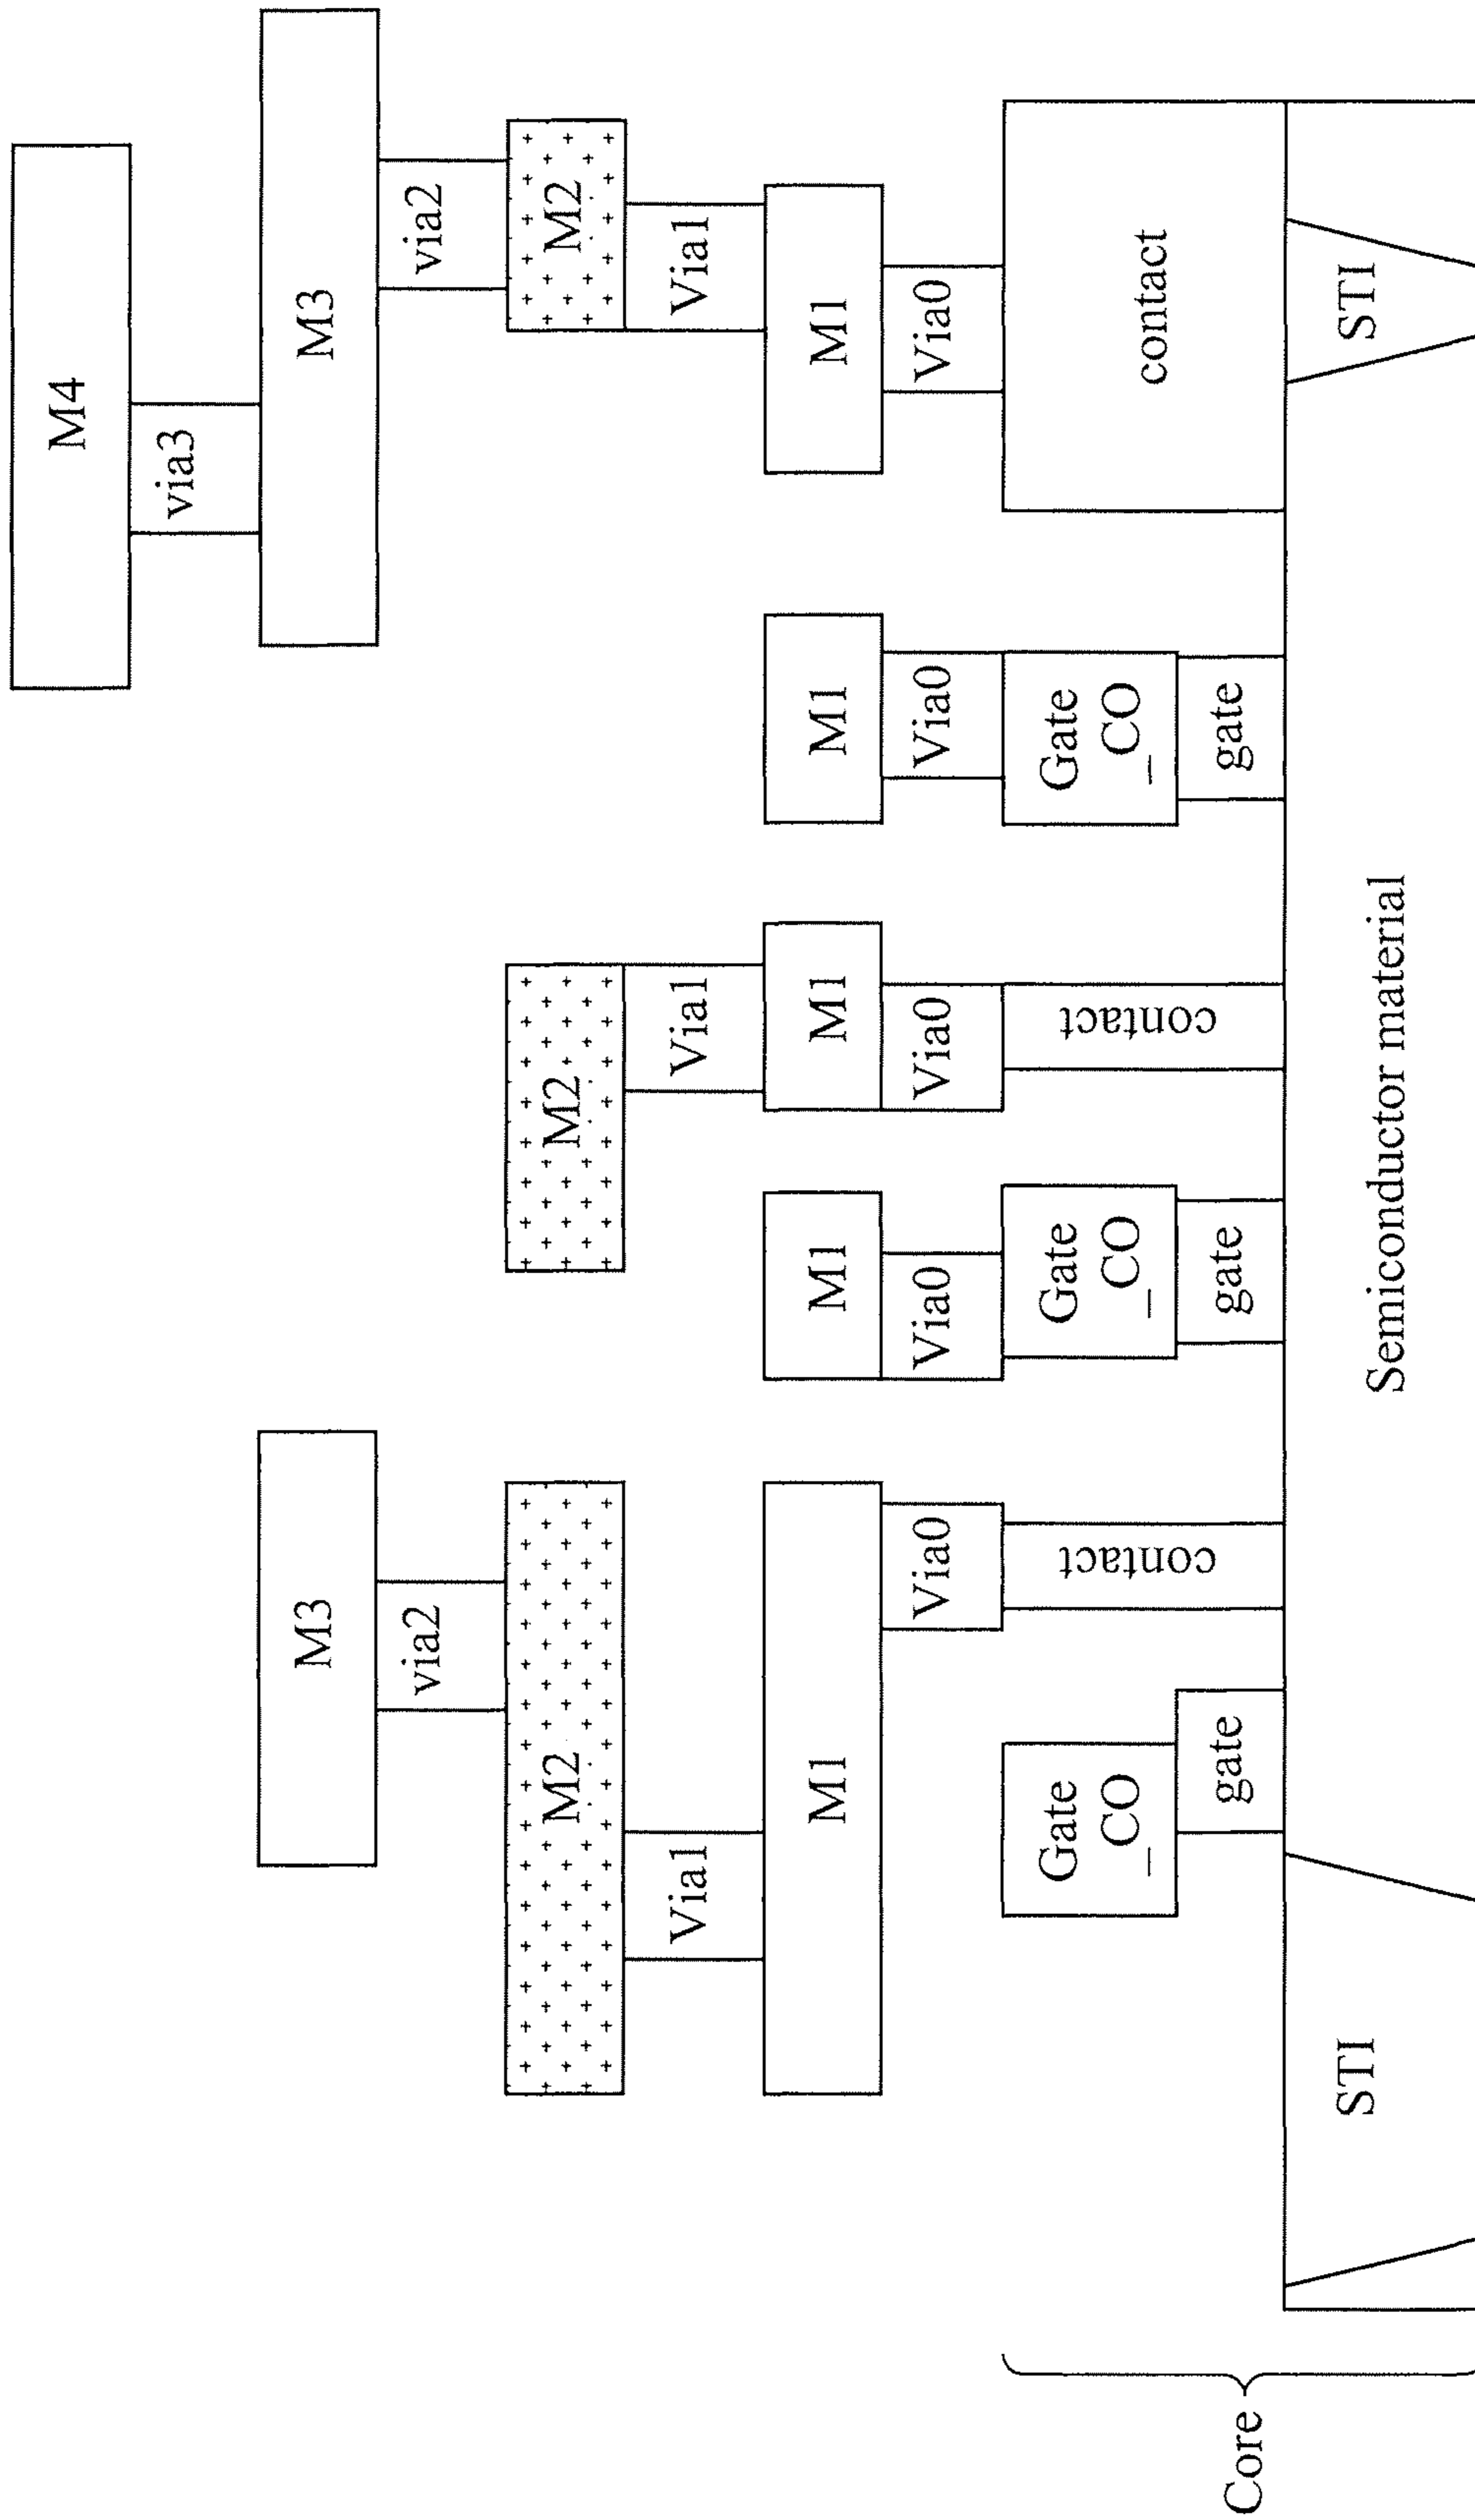 M4
via3
M3
M3
via2
via2
M2
M2
M2
Via1
Via1
Via1
M1
M1
M1
M1
M1
Via0
Via0
Via0
Via0
Via0
Gate
_CO
contact
Gate
_CO
contact
Gate
_CO
contact
gate
gate
gate
Core
STI
Semiconductor material
STI